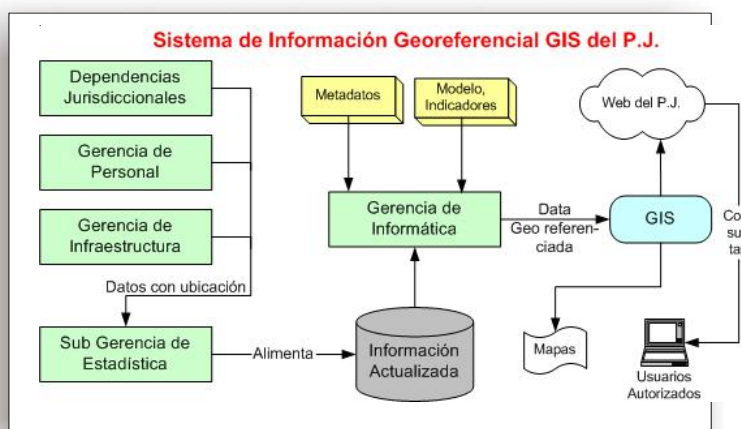 Sistema de Información Georeferencial GIS del P.J.
Dependencias
Jurisdiccionales
Metadatos
Modelo,
Indicadores
Web del P.J.
Gerencia de
Personal
Gerencia de
Infraestructura
Gerencia de
Informática
Data
Geo referen-
ciada
GIS
Datos con ubicación
Sub Gerencia de
Estadística
Alimenta
Información
Actualizada
Mapas
Usuarios
Autorizados